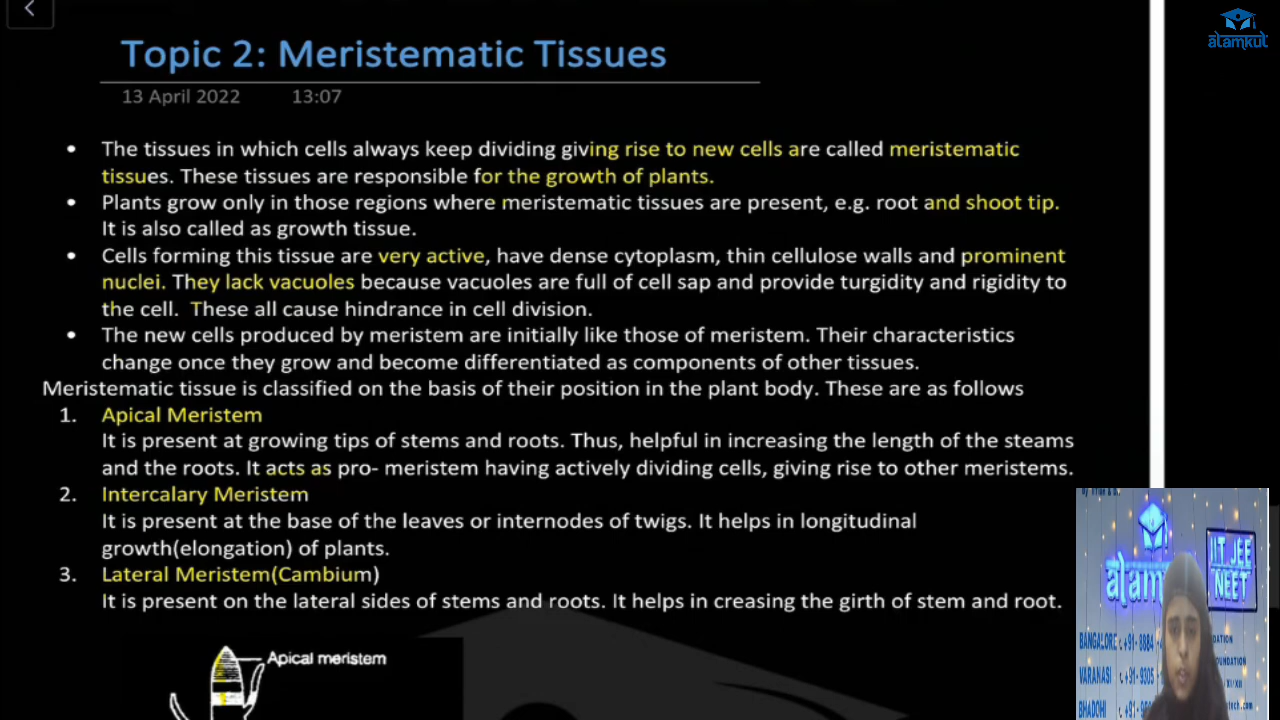 alamkut
Topic 2: Meristematic Tissues
13 April 2022 13:07
• The tissues in which cells always keep dividing giving rise to new cells are called meristematic
tissues. These tissues are responsible for the growth of plants.
• Plants grow only in those regions where meristematic tissues are present, e.g. root and shoot tip.
It is also called as growth tissue.
• Cells forming this tissue are very active, have dense cytoplasm, thin cellulose walls and prominent
nuclei. They lack vacuoles because vacuoles are full of cell sap and provide turgidity and rigidity to
the cell. These all cause hindrance in cell division.
• The new cells produced by meristem are initially like those of meristem. Their characteristics
change once they grow and become differentiated as components of other tissues.
Meristematic tissue is classified on the basis of their position in the plant body. These are as follows
1. Apical Meristem
It is present at growing tips of stems and roots. Thus, helpful in increasing the length of the steams
and the roots. It acts as pro- meristem having actively dividing cells, giving rise to other meristems.
2. Intercalary Meristem
It is present at the base of the leaves or internodes of twigs. It helps in longitudinal
growth(elongation) of plants.
3. Lateral Meristem(Cambium)
It is present on the lateral sides of stems and roots. It helps in creasing the girth of stem and root.
Apical meristem
alam
IIT JEE
NEET
BANGALORE +91- 8884
VARANASI +91- 9305
BHADOHI +91-
DATION
OUNDATION